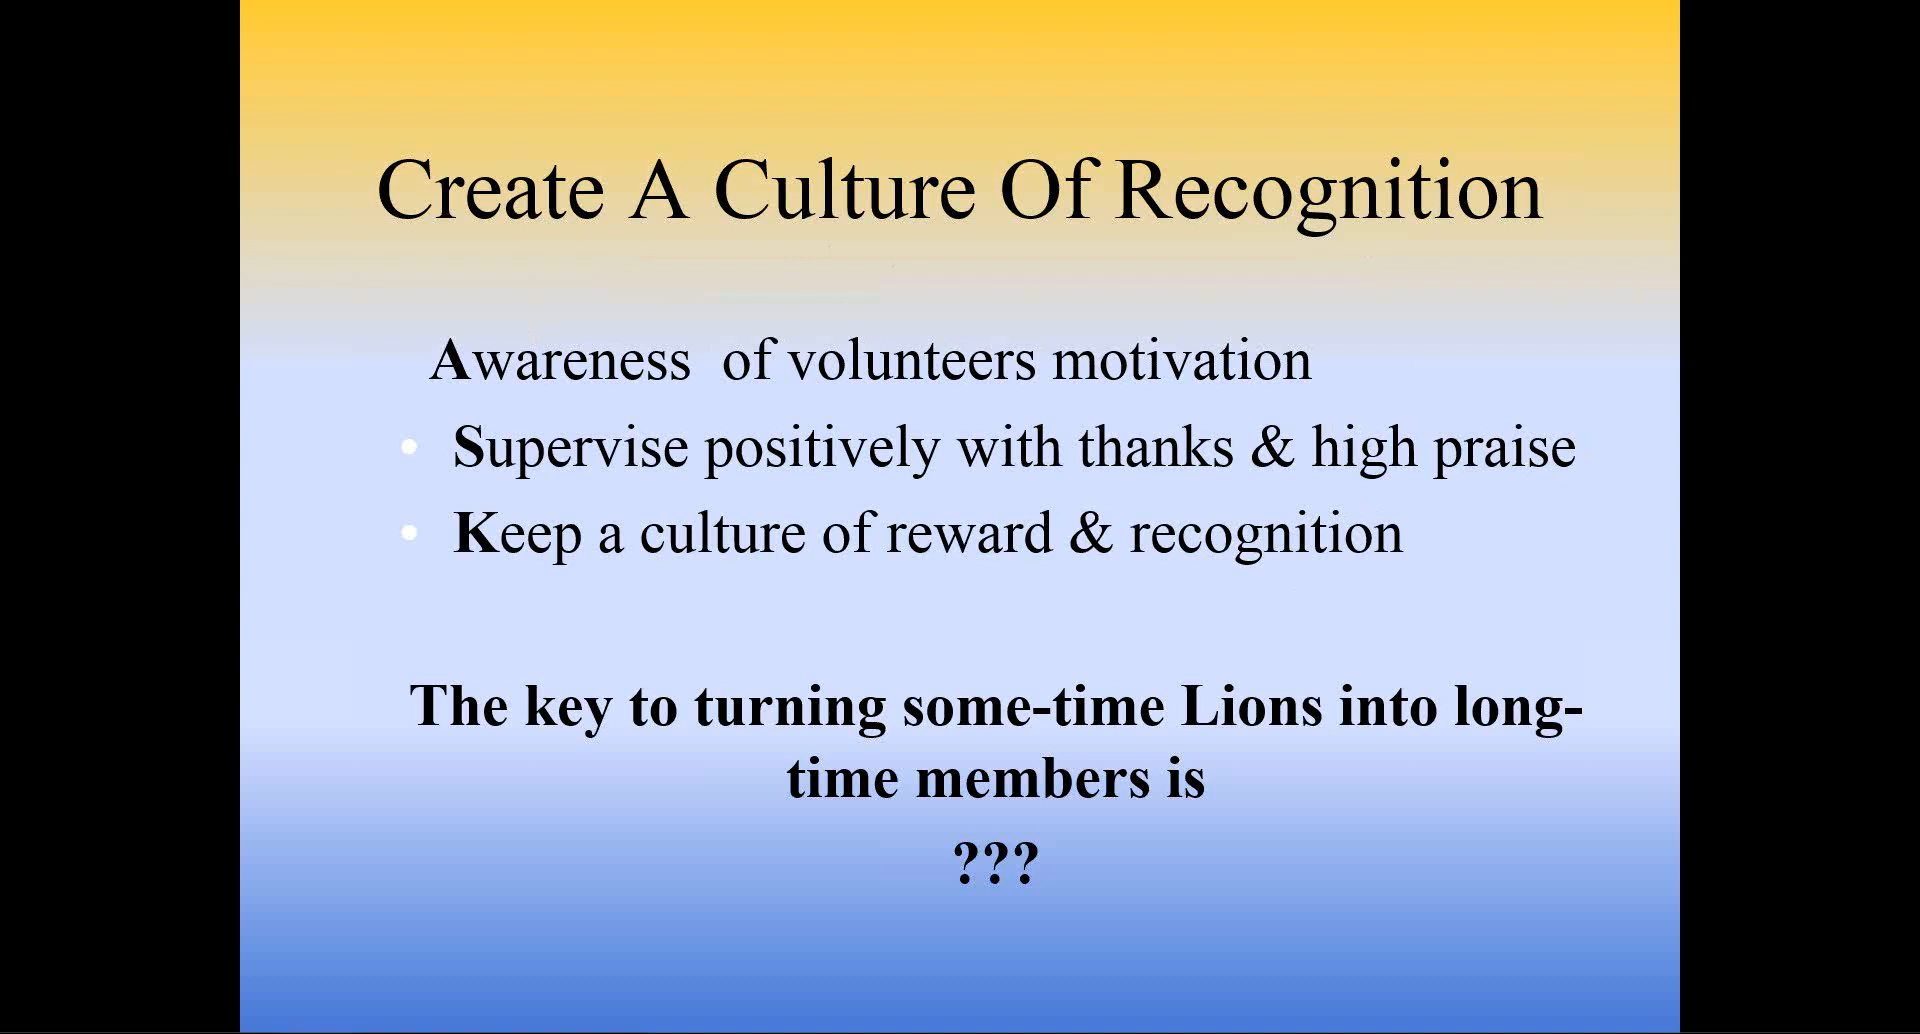 Create A Culture Of Recognition
Awareness of volunteers motivation
• Supervise positively with thanks & high praise
• Keep a culture of reward & recognition
The key to turning some-time Lions into long-
time members is
???